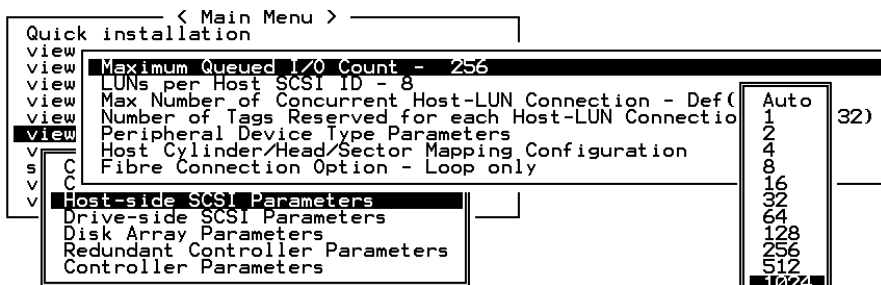 < Main Menu >
Quick installation
view
view Maximum Queued I/O Count - 256
view LUNs per Host SCSI ID - 8
view Max Number of Concurrent Host-LUN Connection - Def(
view Number of Tags Reserved for each Host-LUN Connectio 32)
view Peripheral Device Type Parameters
v Host Cylinder/Head/Sector Mapping Configuration
s C Fibre Connection Option - Loop only
v C
v Host-side SCSI Parameters
Drive-side SCSI Parameters
Disk Array Parameters
Redundant Controller Parameters
Controller Parameters
Auto
1
2
4
8
16
32
64
128
256
512
1024